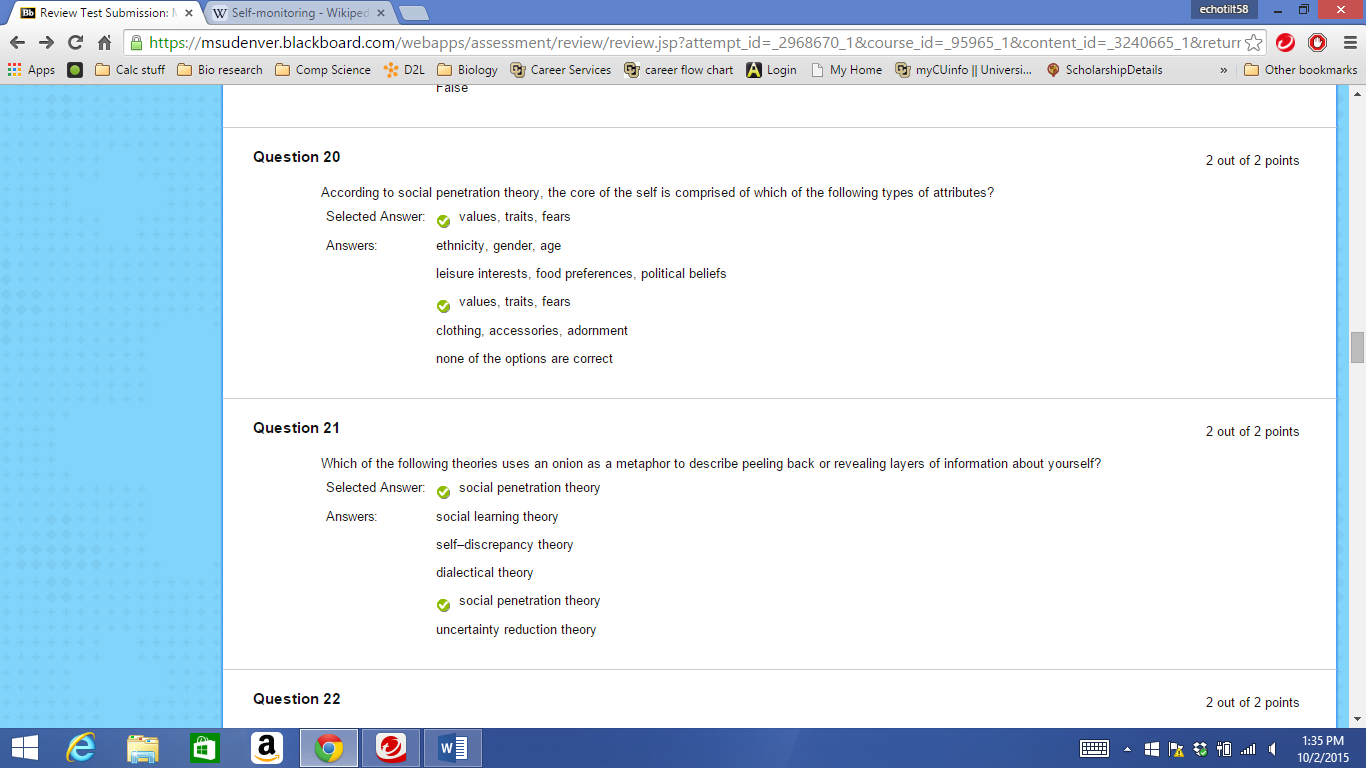 Review Test Submission: M
Self-monitoring - Wikiped
echotilt58
https://msudenver.blackboard.com/webapps/assessment/review/review.jsp?attempt_id=_2968670_1&course_id=_95965_1&content_id=_3240665_1&return
Apps Calc stuff Bio research Comp Science D2L Biology Career Services career flow chart Login My Home myCUinfo || Universi... ScholarshipDetails » Other bookmarks
False
Question 20
2 out of 2 points
According to social penetration theory, the core of the self is comprised of which of the following types of attributes?
Selected Answer: values, traits, fears
Answers: ethnicity, gender, age
leisure interests, food preferences, political beliefs
values, traits, fears
clothing, accessories, adornment
none of the options are correct
Question 21
2 out of 2 points
Which of the following theories uses an onion as a metaphor to describe peeling back or revealing layers of information about yourself?
Selected Answer: social penetration theory
Answers: social learning theory
self–discrepancy theory
dialectical theory
social penetration theory
uncertainty reduction theory
Question 22
2 out of 2 points
1:35 PM
10/2/2015